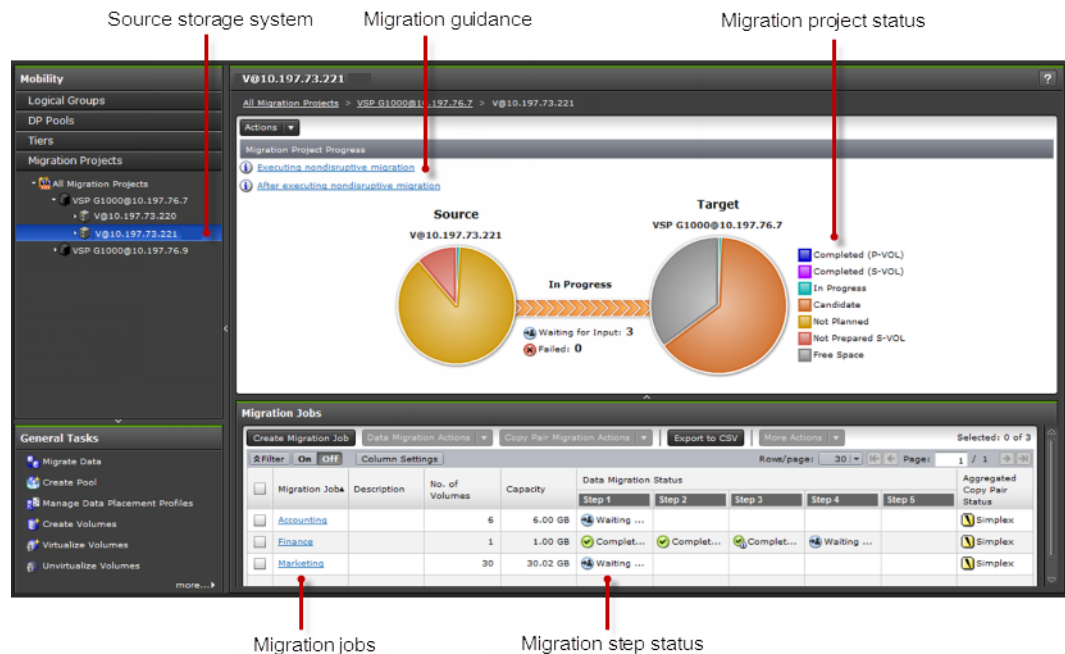 Source storage system
Migration guidance
Migration project status
Mobility
Logical Groups
DP Pools
Tiers
Migration Projects
All Migration Projects
VSP G1000@10.197.76.7
V@10.197.73.220
V@10.197.73.221
VSP G1000@10.197.76.9
General Tasks
Migrate Data
Create Pool
Manage Data Placement Profiles
Create Volumes
Virtualize Volumes
Unvirtualize Volumes
more...
V@10.197.73.221
?
All Migration Projects > VSP G1000@10.197.76.7 > V@10.197.73.221
Actions
Migration Project Progress
Executing nondisruptive migration
After executing nondisruptive migration
Source
V@10.197.73.221
In Progress
Waiting for Input: 3
Failed: 0
Target
VSP G1000@10.197.76.7
Completed (P-VOL)
Completed (S-VOL)
In Progress
Candidate
Not Planned
Not Prepared S-VOL
Free Space
Migration Jobs
Create Migration Job Data Migration Actions Copy Pair Migration Actions Export to CSV More Actions Selected: 0 of 3
Filter On Off Column Settings Rows/page: 30 Page: 1 / 1
Migration Job Description No. of Volumes Capacity Data Migration Status Aggregated Copy Pair Status
Step 1 Step 2 Step 3 Step 4 Step 5
Accounting 6 6.00 GB Waiting ... Simplex
Finance 1 1.00 GB Complet... Complet... Complet... Waiting ... Simplex
Marketing 30 30.02 GB Waiting ... Simplex
Migration jobs
Migration step status